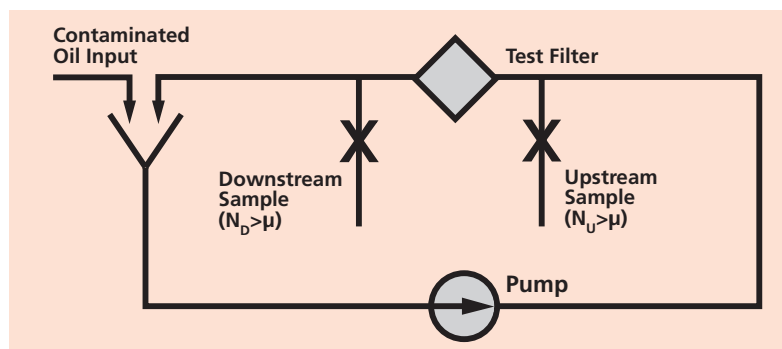 Contaminated
Oil Input
Test Filter
Downstream
Sample
(N_D>μ)
Upstream
Sample
(N_U>μ)
Pump